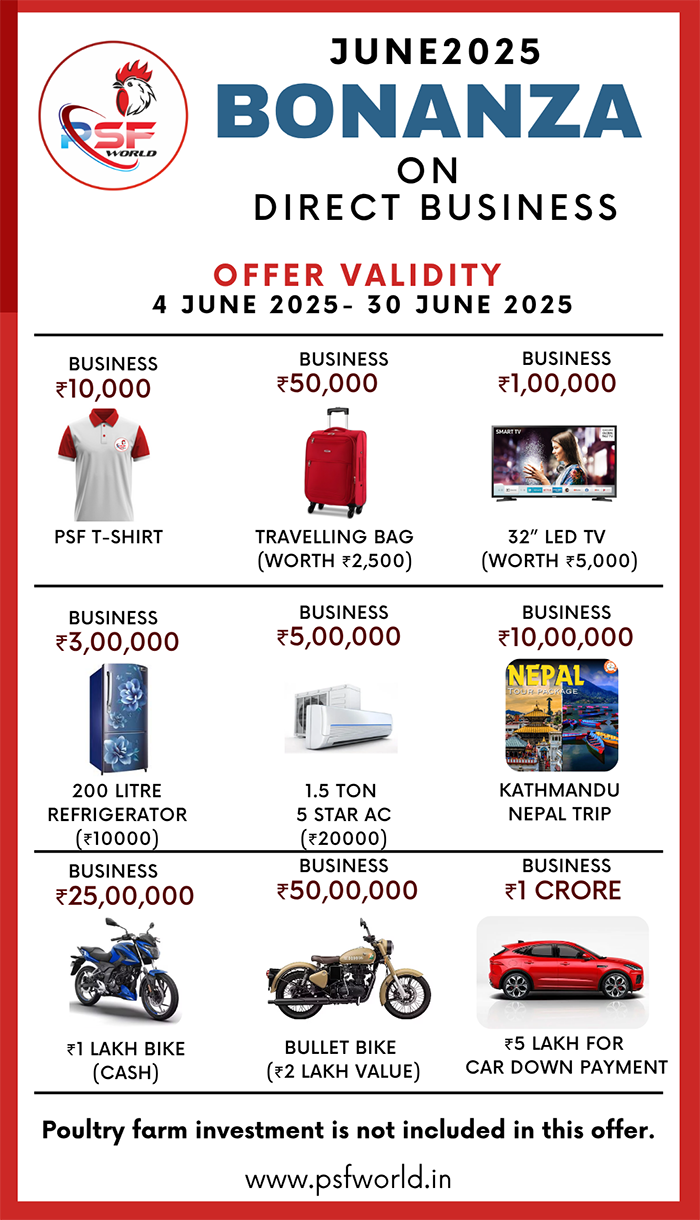 PSF
WORLD
JUNE2025
BONANZA
ON
DIRECT BUSINESS
OFFER VALIDITY
4 JUNE 2025- 30 JUNE 2025
BUSINESS
₹10,000
PSF T-SHIRT
BUSINESS
₹50,000
TRAVELLING BAG
(WORTH ₹2,500)
BUSINESS
₹1,00,000
SMART TV
32” LED TV
(WORTH ₹5,000)
BUSINESS
₹3,00,000
200 LITRE
REFRIGERATOR
(₹10000)
BUSINESS
₹5,00,000
1.5 TON
5 STAR AC
(₹20000)
BUSINESS
₹10,00,000
NEPAL
TOUR PACKAGE
KATHMANDU
NEPAL TRIP
BUSINESS
₹25,00,000
₹1 LAKH BIKE
(CASH)
BUSINESS
₹50,00,000
BULLET BIKE
(₹2 LAKH VALUE)
BUSINESS
₹1 CRORE
₹5 LAKH FOR
CAR DOWN PAYMENT
Poultry farm investment is not included in this offer.
www.psfworld.in